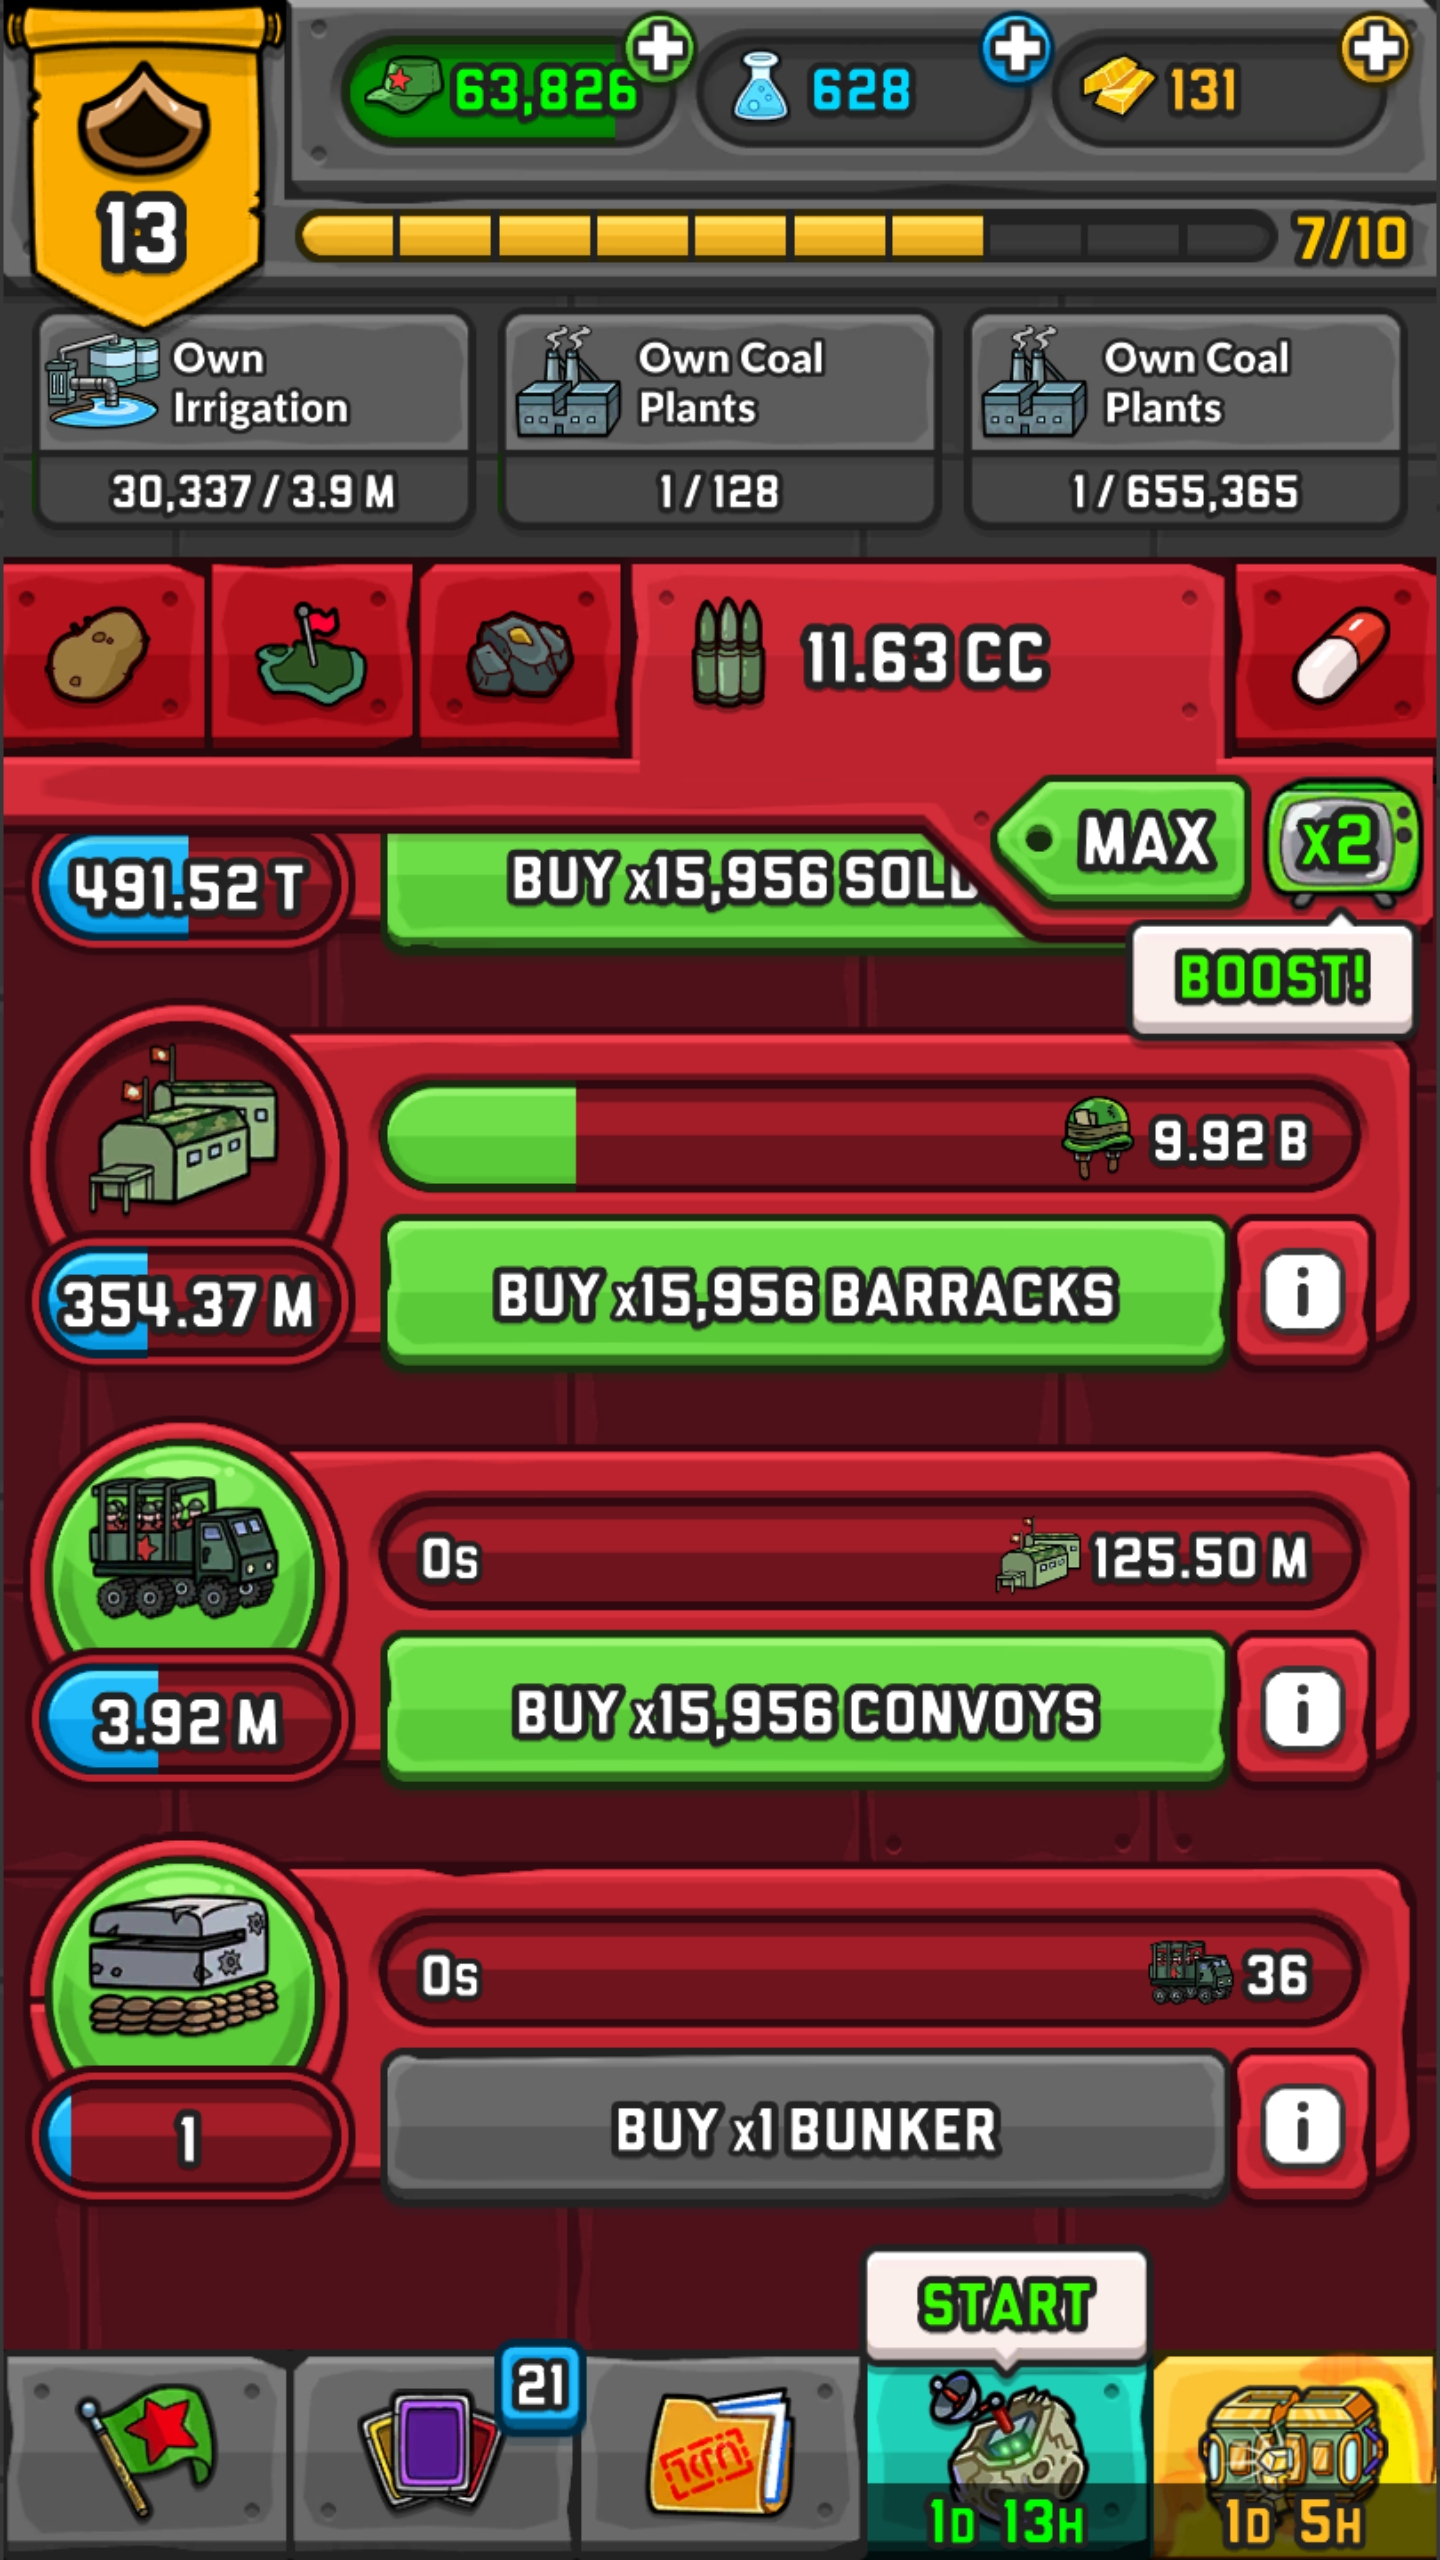 63,826
628
131
13
7/10
Own
Irrigation
30,337 / 3.9 M
Own Coal
Plants
1 / 128
Own Coal
Plants
1 / 655,365
11.63 CC
MAX
x2
491.52 T
BUY x15,956 SOLD
BOOST!
9.92 B
354.37 M
BUY x15,956 BARRACKS
i
0s
125.50 M
3.92 M
BUY x15,956 CONVOYS
i
0s
36
1
BUY x1 BUNKER
i
START
21
1D 13H
1D 5H